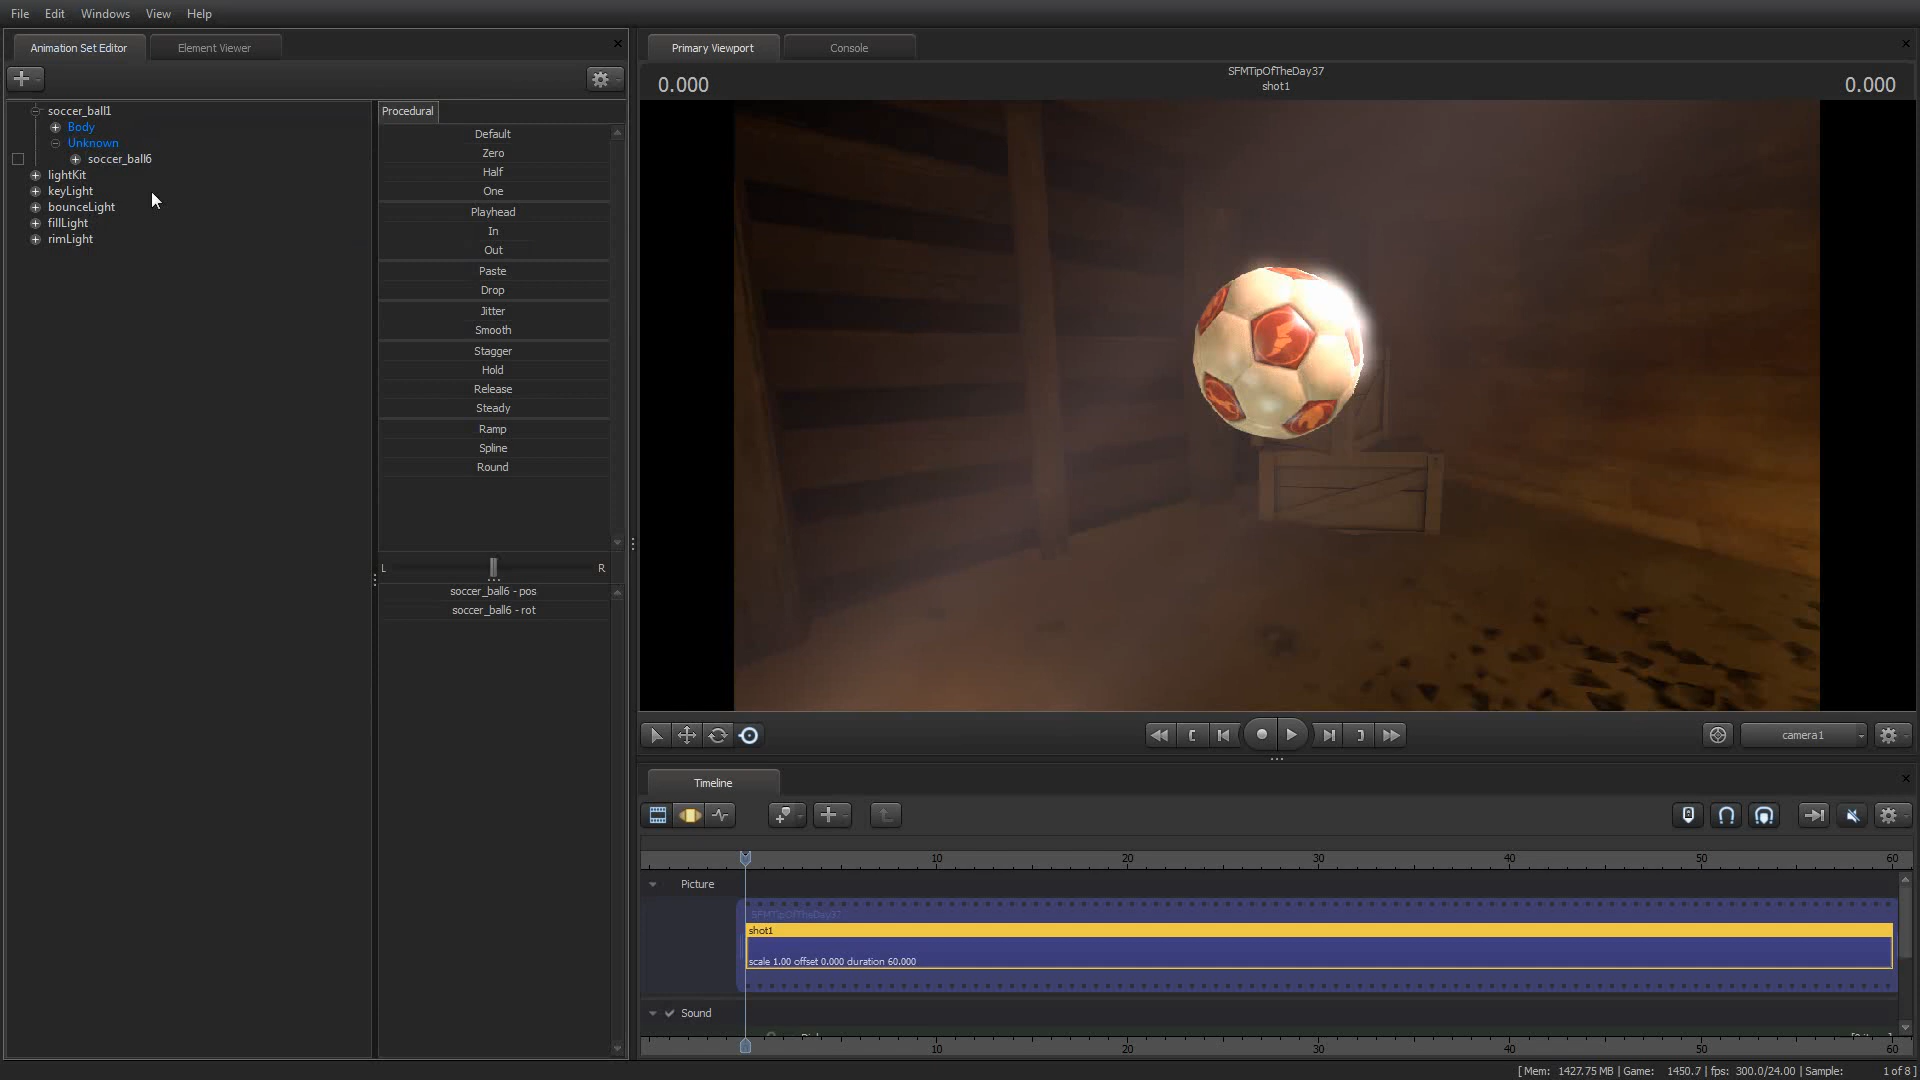 File Edit Windows View Help
Animation Set Editor Element Viewer
Primary Viewport Console
0.000
SFMTipOfTheDay37
shot1
0.000
soccer_ball1
Body
Unknown
soccer_ball6
lightKit
keyLight
bounceLight
fillLight
rimLight
Procedural
Default
Zero
Half
One
Playhead
In
Out
Paste
Drop
Jitter
Smooth
Stagger
Hold
Release
Steady
Ramp
Spline
Round
L R
soccer_ball6 - pos
soccer_ball6 - rot
camera1
Timeline
10 20 30 40 50 60
Picture
SFMTipOfTheDay37
shot1
scale 1.00 offset 0.000 duration 60.000
Sound
10 20 30 40 50 60
[ Mem: 1427.75 MB | Game: 1450.7 | fps: 300.0/24.00 | Sample: 1 of 8 ]